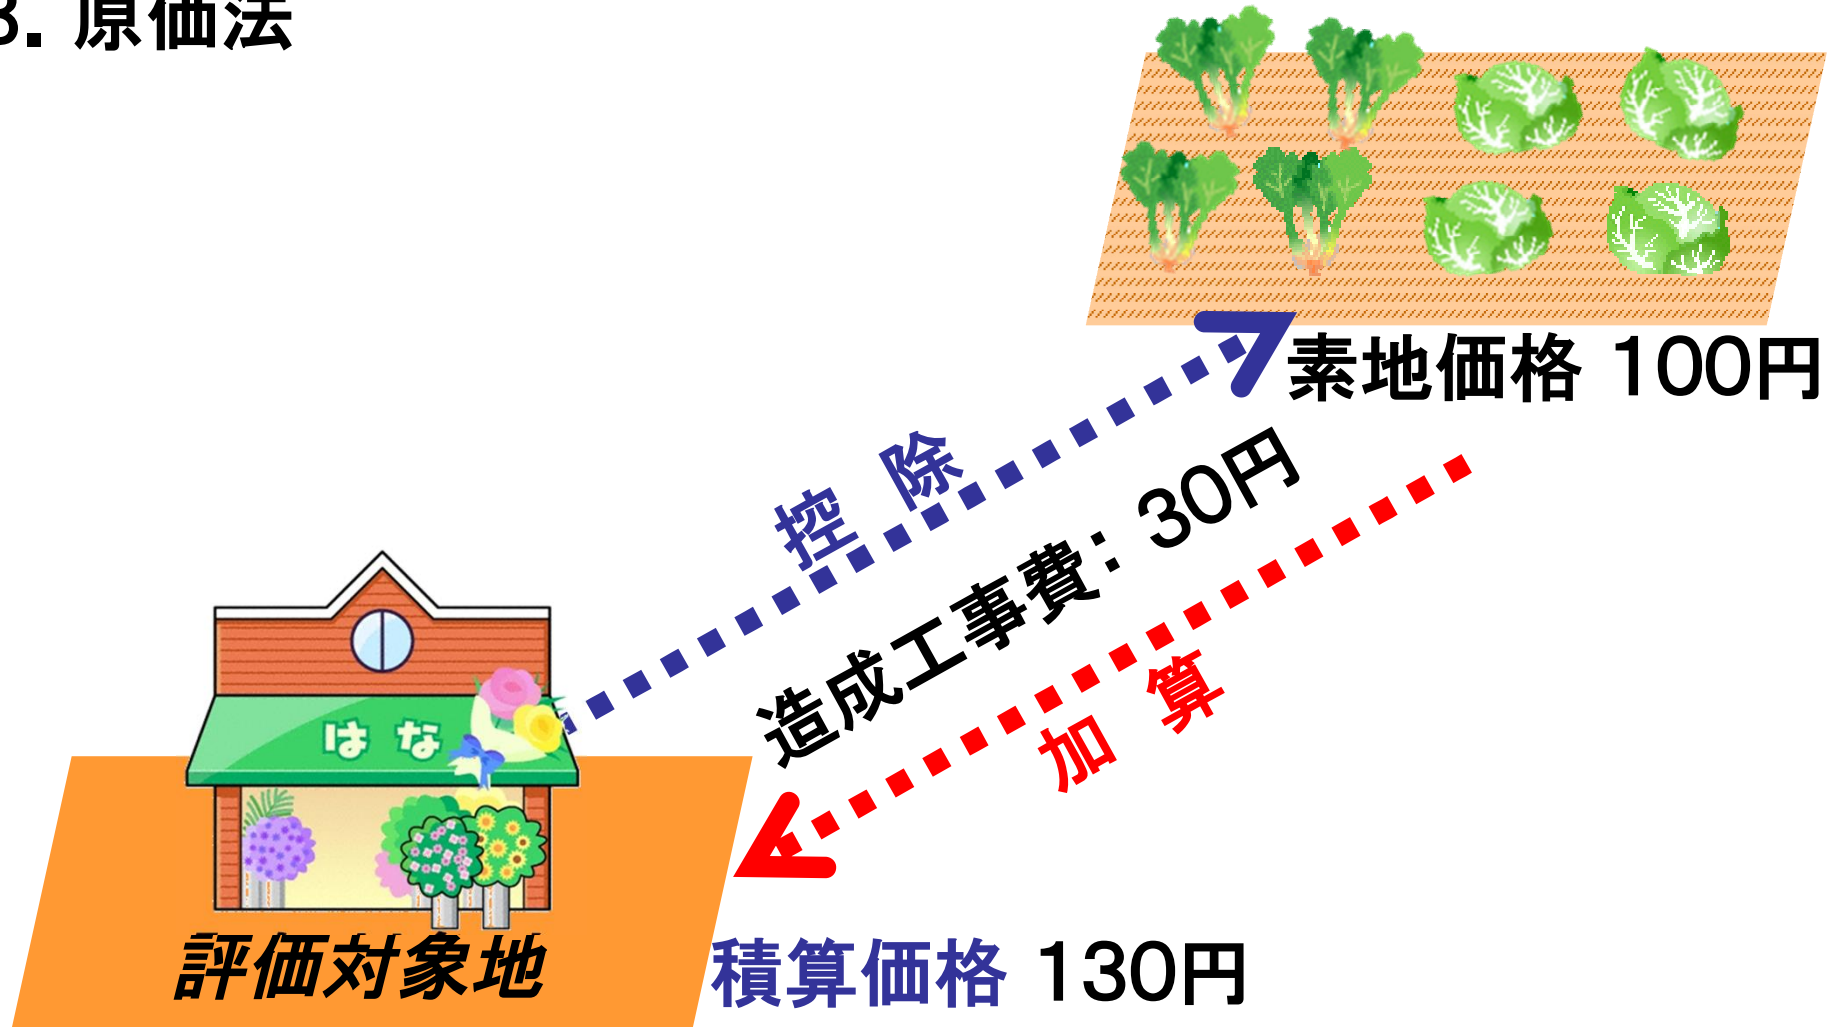 3. 原価法
素地価格 100円
控除
造成工事費：30円
加算
はな
評価対象地
積算価格 130円